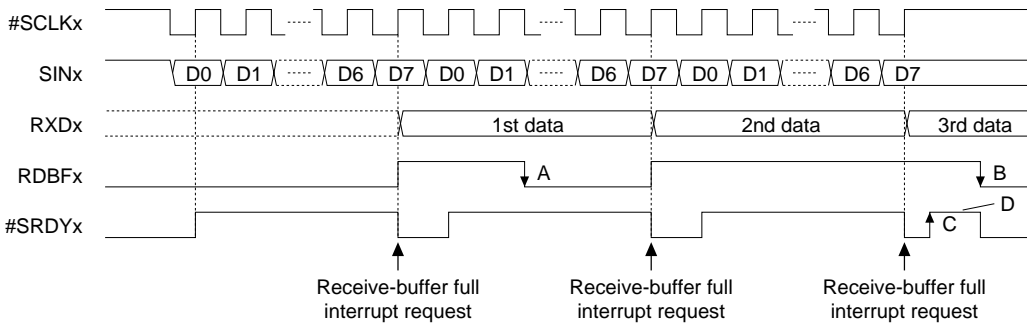 #SCLKx
SINx D0 D1 D6 D7 D0 D1 D6 D7 D0 D1 D6 D7
RXDx 1st data 2nd data 3rd data
RDBFx A B
#SRDYx C D
Receive-buffer full
interrupt request
Receive-buffer full
interrupt request
Receive-buffer full
interrupt request